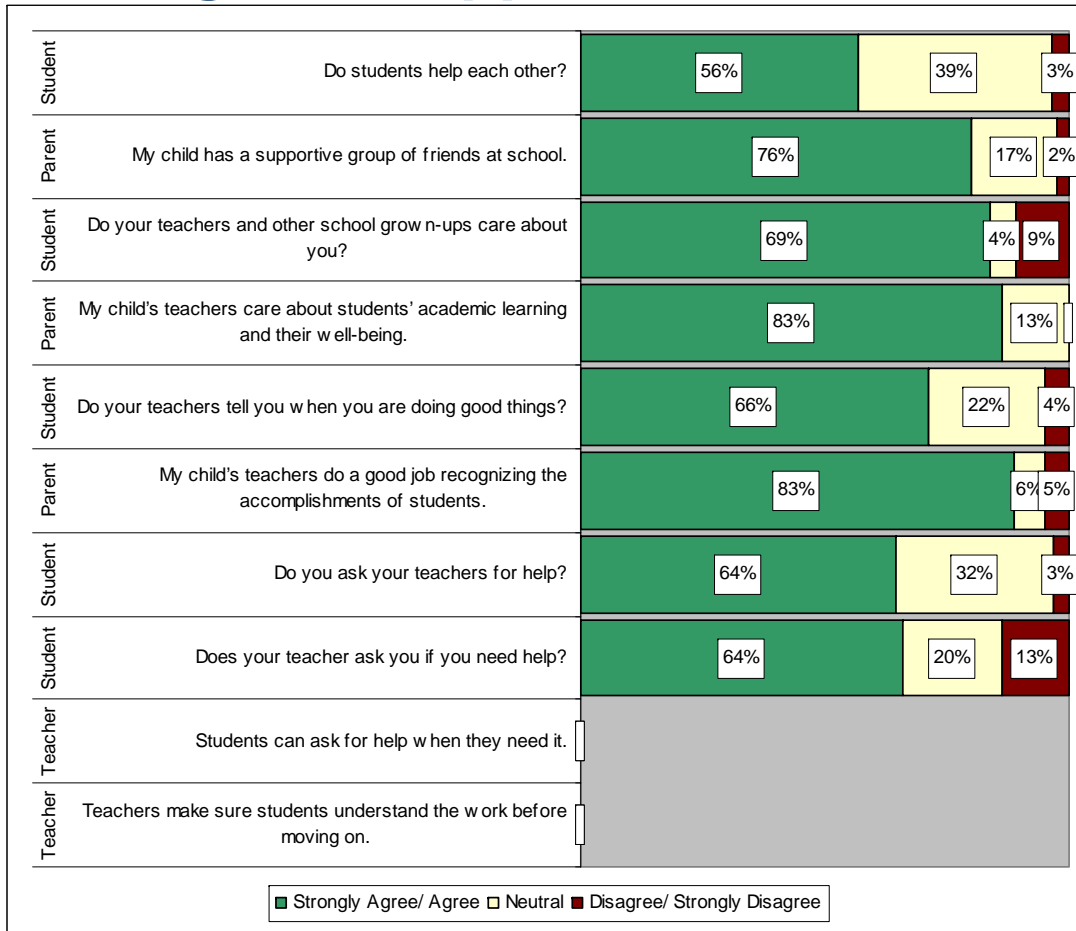 Student
Do students help each other?
56%
39%
3%
Parent
My child has a supportive group of friends at school.
76%
17%
2%
Student
Do your teachers and other school grown-ups care about
you?
69%
4%
9%
Parent
My child's teachers care about students' academic learning
and their well-being.
83%
13%
Student
Do your teachers tell you when you are doing good things?
66%
22%
4%
Parent
My child's teachers do a good job recognizing the
accomplishments of students.
83%
6%
5%
Student
Do you ask your teachers for help?
64%
32%
3%
Student
Does your teacher ask you if you need help?
64%
20%
13%
Teacher
Students can ask for help when they need it.
Teacher
Teachers make sure students understand the work before
moving on.
Strongly Agree/ Agree Neutral Disagree/ Strongly Disagree